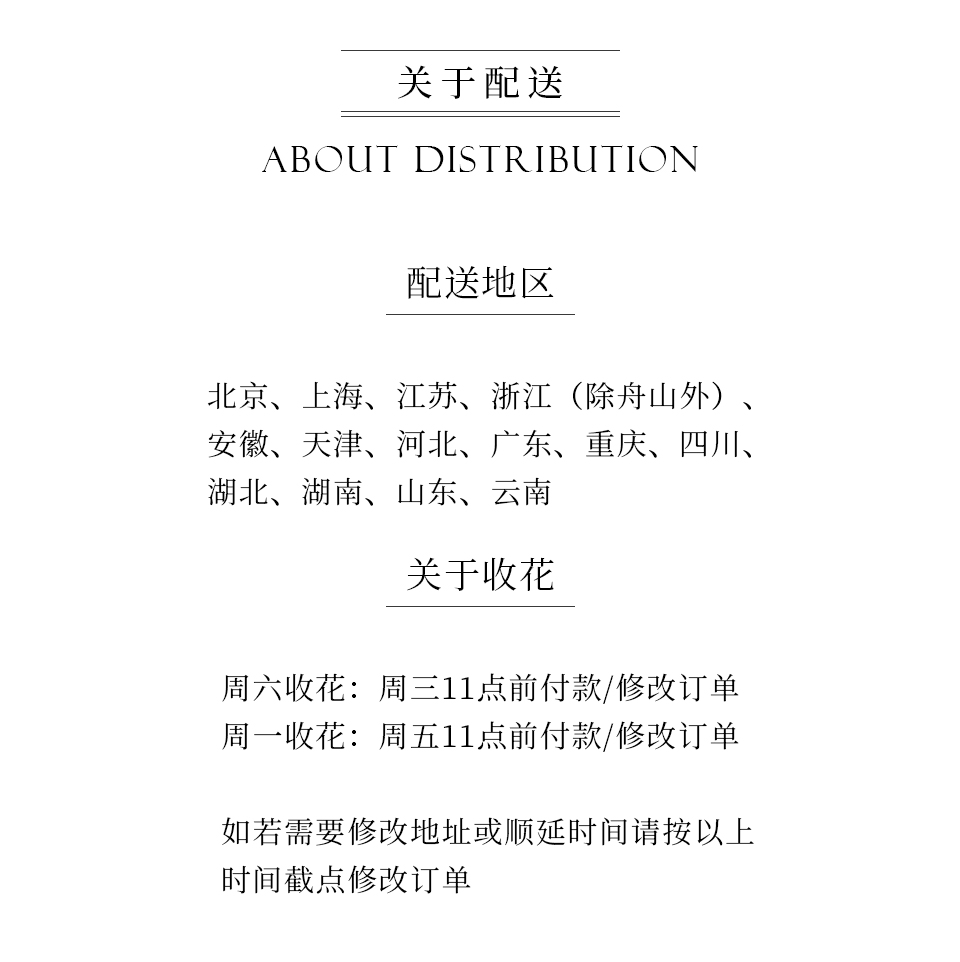 关于配送
ABOUT DISTRIBUTION
配送地区
北京、上海、江苏、浙江（除舟山外）、
安徽、天津、河北、广东、重庆、四川、
湖北、湖南、山东、云南
关于收花
周六收花：周三11点前付款/修改订单
周一收花：周五11点前付款/修改订单
如若需要修改地址或顺延时间请按以上
时间截点修改订单